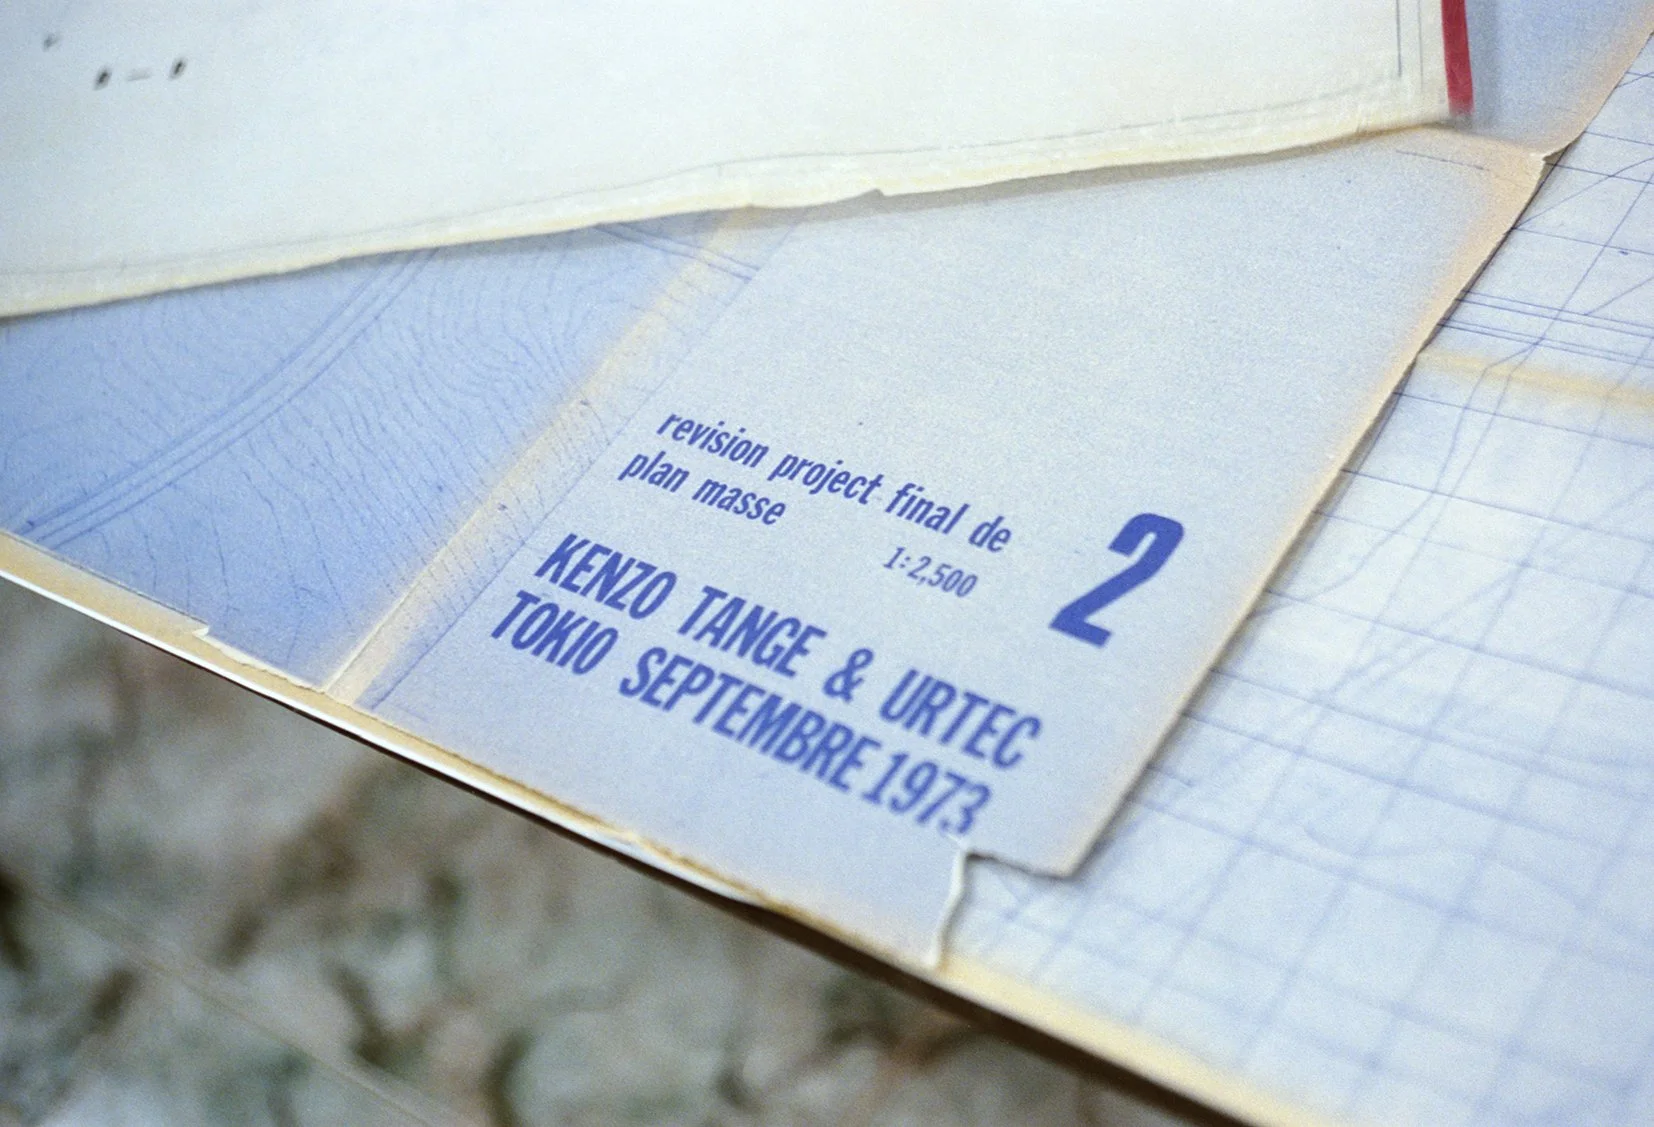 revision project final de
plan masse
1:2,500
2
KENZO TANGE & URTEC
TOKIO SEPTEMBRE 1973